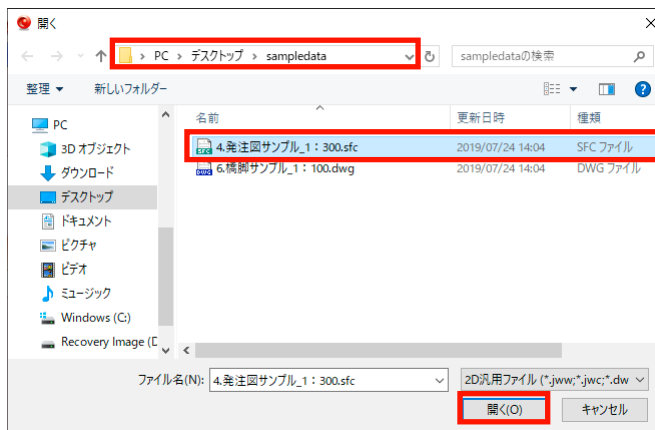 開く
PC › デスクトップ › sampledata
sampledataの検索
整理 新しいフォルダー
名前 更新日時 種類
PC
3D オブジェクト
ダウンロード
デスクトップ
ドキュメント
ピクチャ
ビデオ
ミュージック
Windows (C:)
Recovery Image (D
4.発注図サンプル_1：300.sfc 2019/07/24 14:04 SFC ファイル
6.橋脚サンプル_1：100.dwg 2019/07/24 14:04 DWG ファイル
ファイル名(N): 4.発注図サンプル_1：300.sfc 2D汎用ファイル (*.jww;*.jwc;*.dw
開く(O) キャンセル